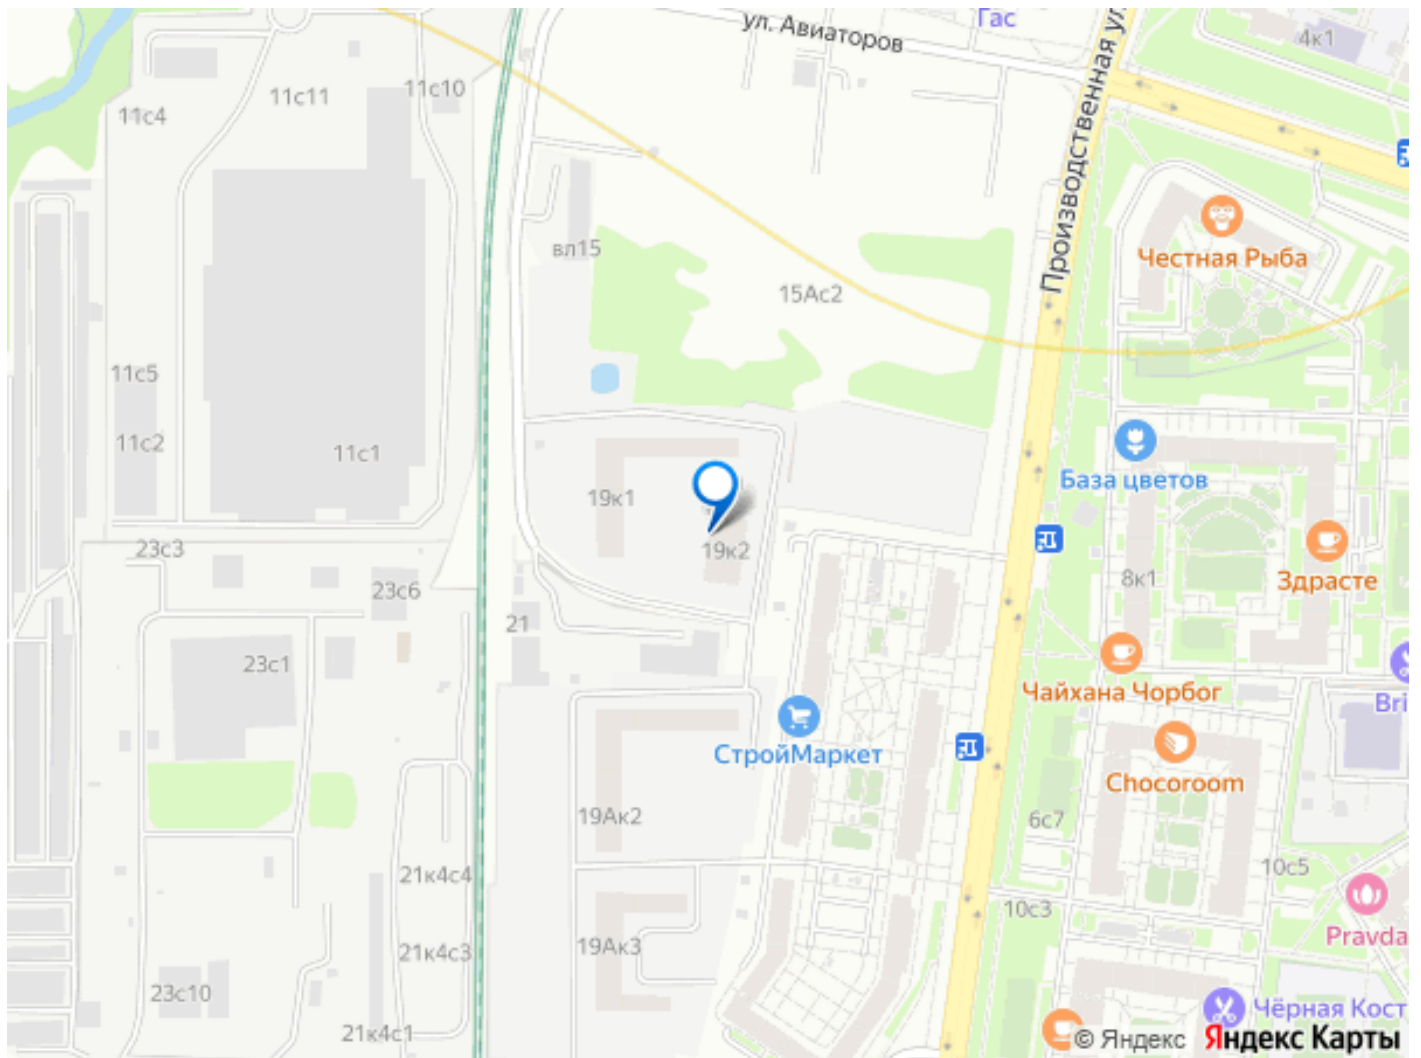 Гас
ул. Авиаторов
4к1
11с10
11с11
11с4
Производственная ул.
Честная Рыба
вл15
15Ас2
11с5
11с2
11с1
База цветов
19к1
19к2
23с3
8к1
Здрасте
23с6
21
23с1
Чайхана Чорбог
Bri
СтройМаркет
Chocoroom
19Ак2
6с7
10с5
21к4с4
10с3
Pravda
19Ак3
21к4с3
23с10
21к4с1
Чёрная Кост
© Яндекс Яндекс Карты